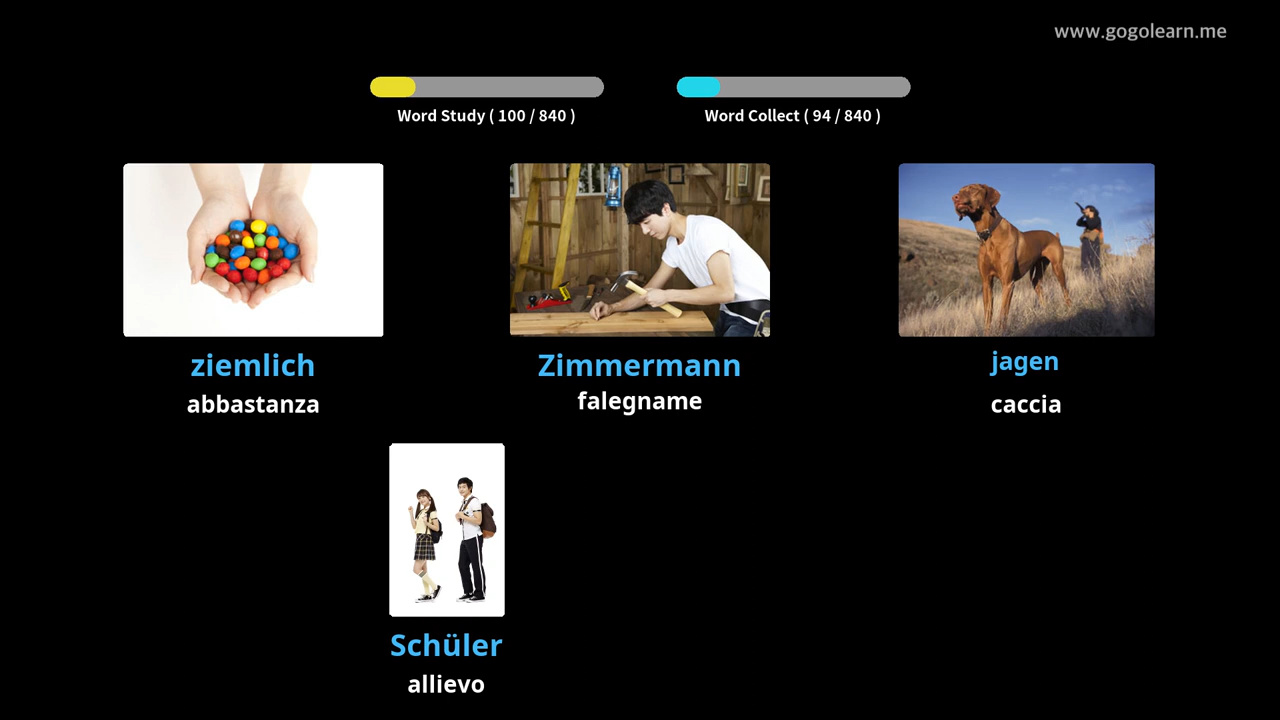 www.gogolearn.me
Word Study ( 100 / 840 )
Word Collect ( 94 / 840 )
ziemlich
abbastanza
Zimmermann
falegname
jagen
caccia
Schüler
allievo